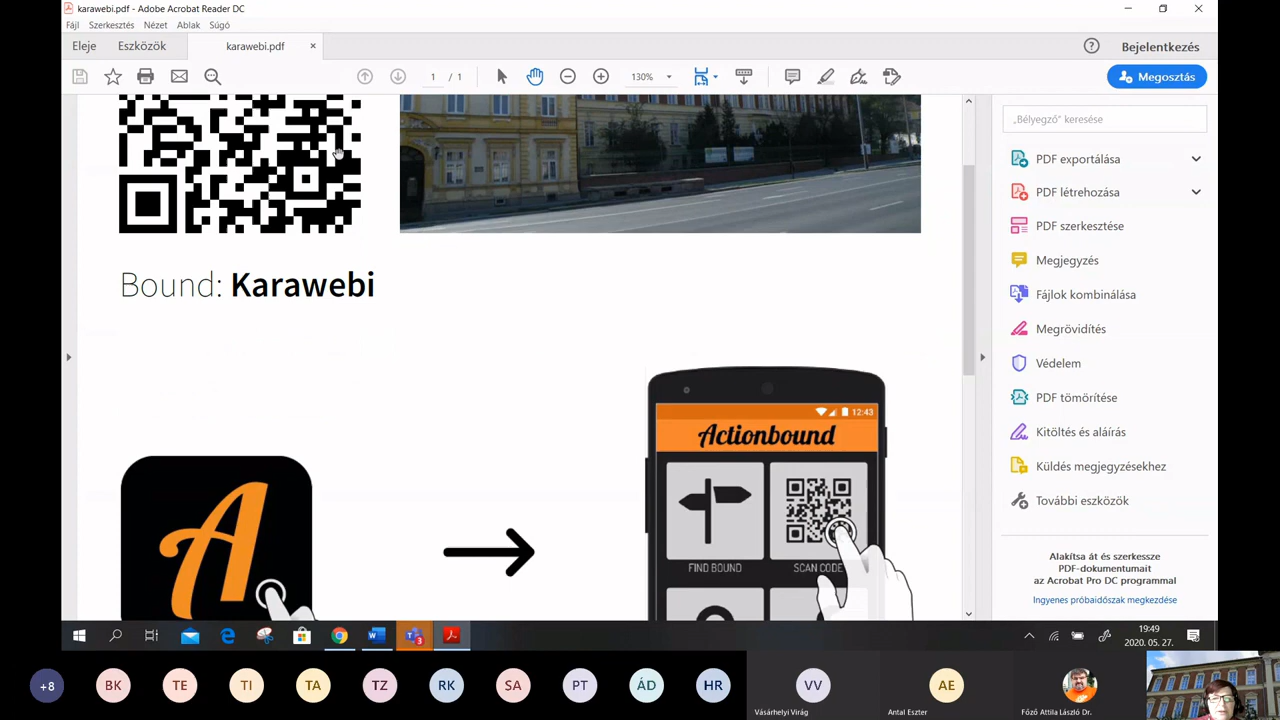 karawebi.pdf - Adobe Acrobat Reader DC
Fájl Szerkesztés Nézet Ablak Súgó
Eleje Eszközök karawebi.pdf × Bejelentkezés
1 / 1 130% Megosztás
„Bélyegző” keresése
PDF exportálása
PDF létrehozása
PDF szerkesztése
Megjegyzés
Fájlok kombinálása
Megrövidítés
Védelem
PDF tömörítése
Kitöltés és aláírás
Küldés megjegyzésekhez
További eszközök
Alakítsa át és szerkessze
PDF-dokumentumait
az Acrobat Pro DC programmal
Ingyenes próbaidőszak megkezdése
Bound: Karawebi
A
12:43
Actionbound
FIND BOUND SCAN CODE
3
19:49
2020. 05. 27.
+8 BK TE TI TA TZ RK SA PT ÁD HR VV AE
Vásárhelyi Virág Antal Eszter Főző Attila László Dr.